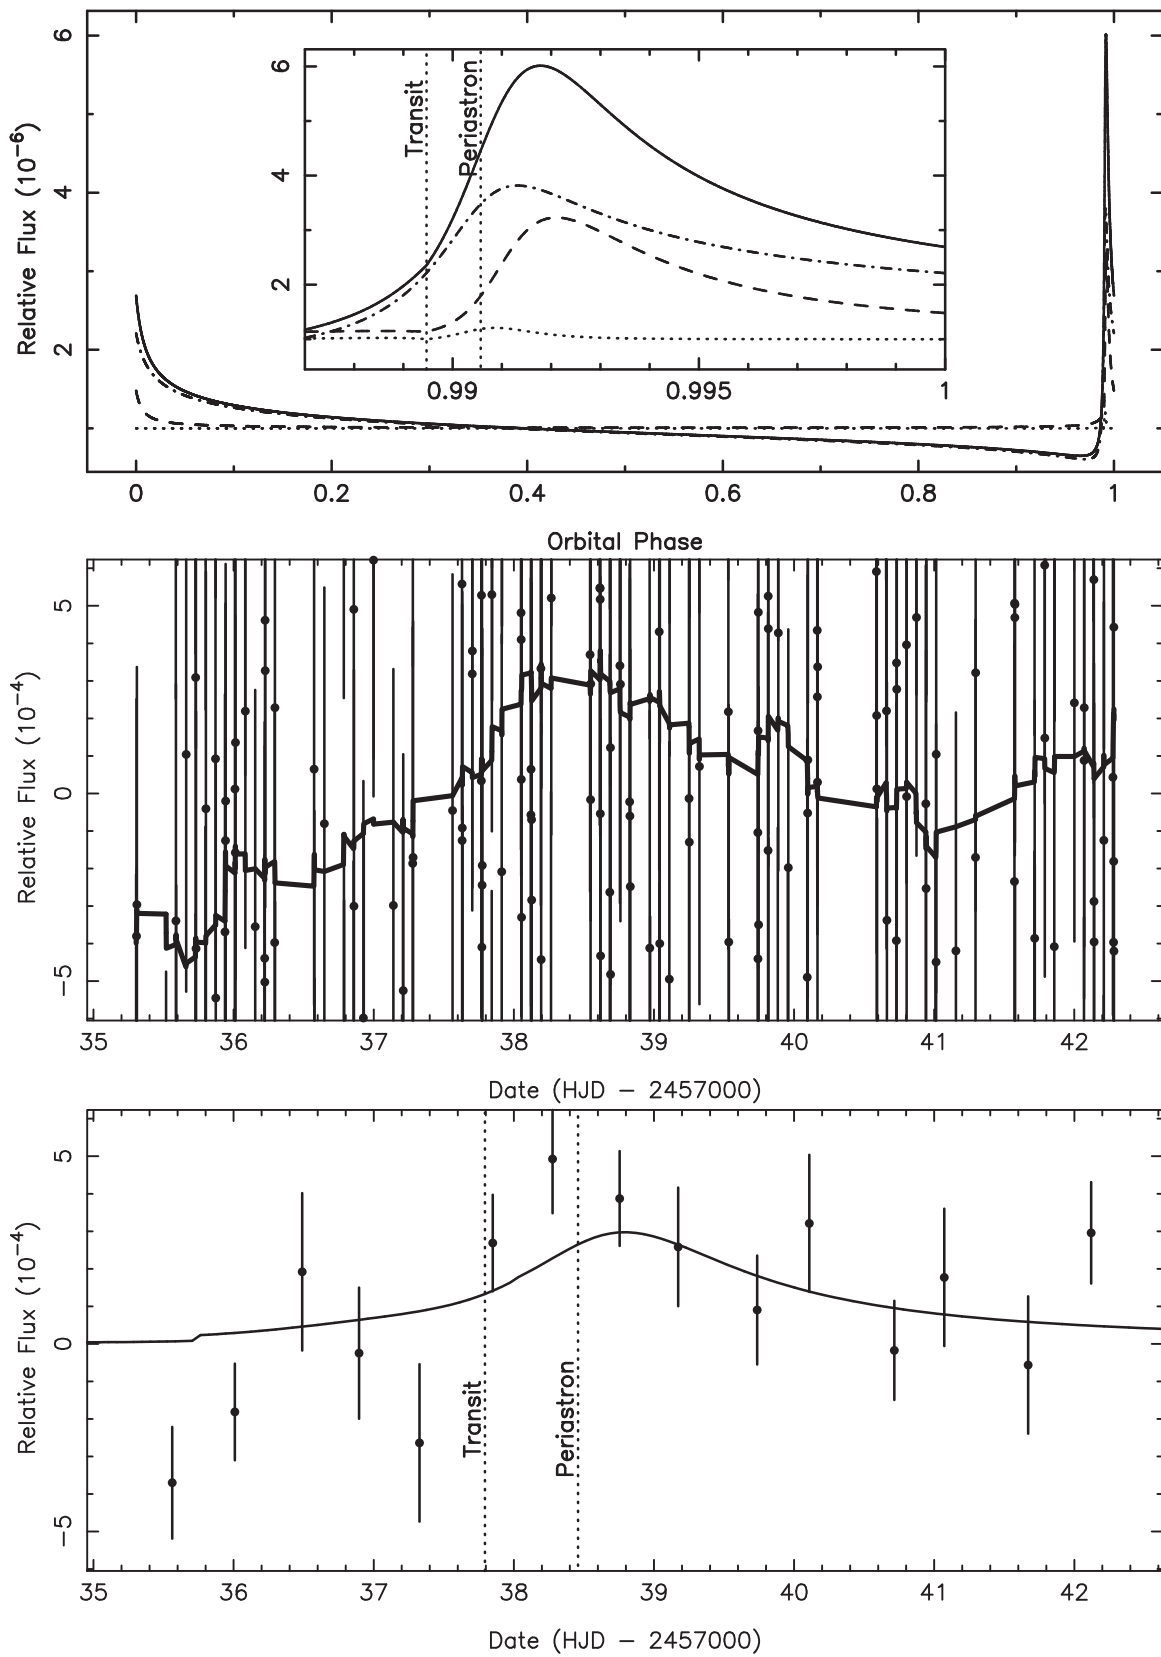 6
4
2
Relative Flux (10−6)
6
4
2
Transit
Periastron
0.99 0.995 1
0 0.2 0.4 0.6 0.8 1
Orbital Phase
5
0
−5
Relative Flux (10−4)
35 36 37 38 39 40 41 42
Date (HJD − 2457000)
5
0
−5
Relative Flux (10−4)
Transit
Periastron
35 36 37 38 39 40 41 42
Date (HJD − 2457000)